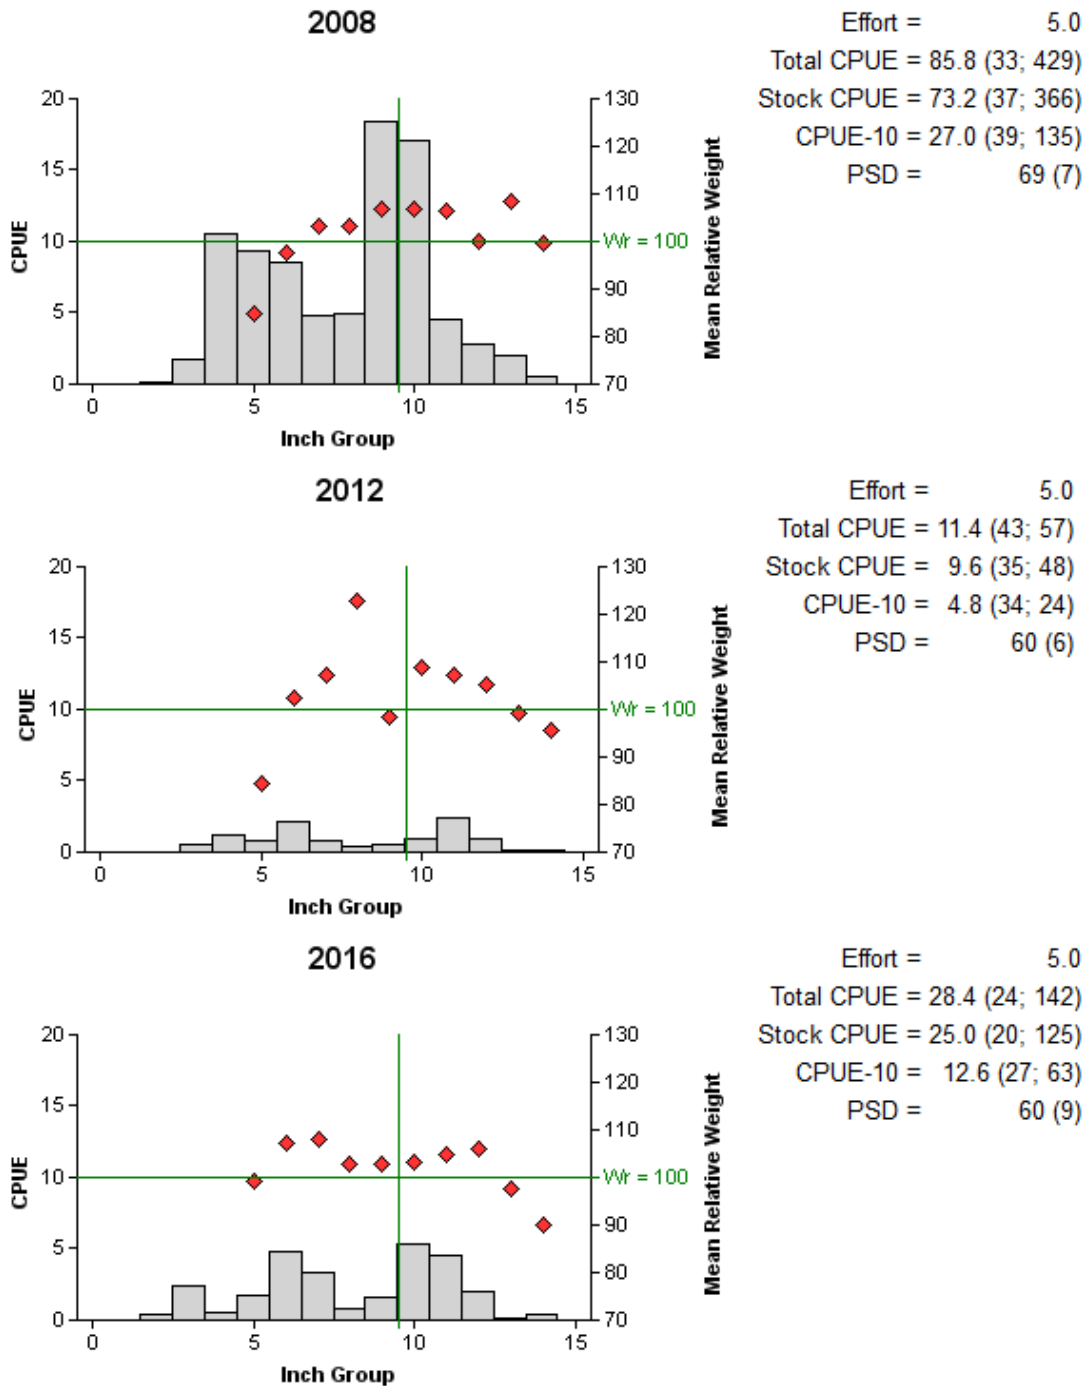 2008
Effort = 5.0
Total CPUE = 85.8 (33; 429)
Stock CPUE = 73.2 (37; 366)
CPUE-10 = 27.0 (39; 135)
PSD = 69 (7)
20
15
10
5
0
CPUE
130
120
110
Wr = 100
90
80
70
Mean Relative Weight
0 5 10 15
Inch Group
2012
Effort = 5.0
Total CPUE = 11.4 (43; 57)
Stock CPUE = 9.6 (35; 48)
CPUE-10 = 4.8 (34; 24)
PSD = 60 (6)
20
15
10
5
0
CPUE
130
120
110
Wr = 100
90
80
70
Mean Relative Weight
0 5 10 15
Inch Group
2016
Effort = 5.0
Total CPUE = 28.4 (24; 142)
Stock CPUE = 25.0 (20; 125)
CPUE-10 = 12.6 (27; 63)
PSD = 60 (9)
20
15
10
5
0
CPUE
130
120
110
Wr = 100
90
80
70
Mean Relative Weight
0 5 10 15
Inch Group